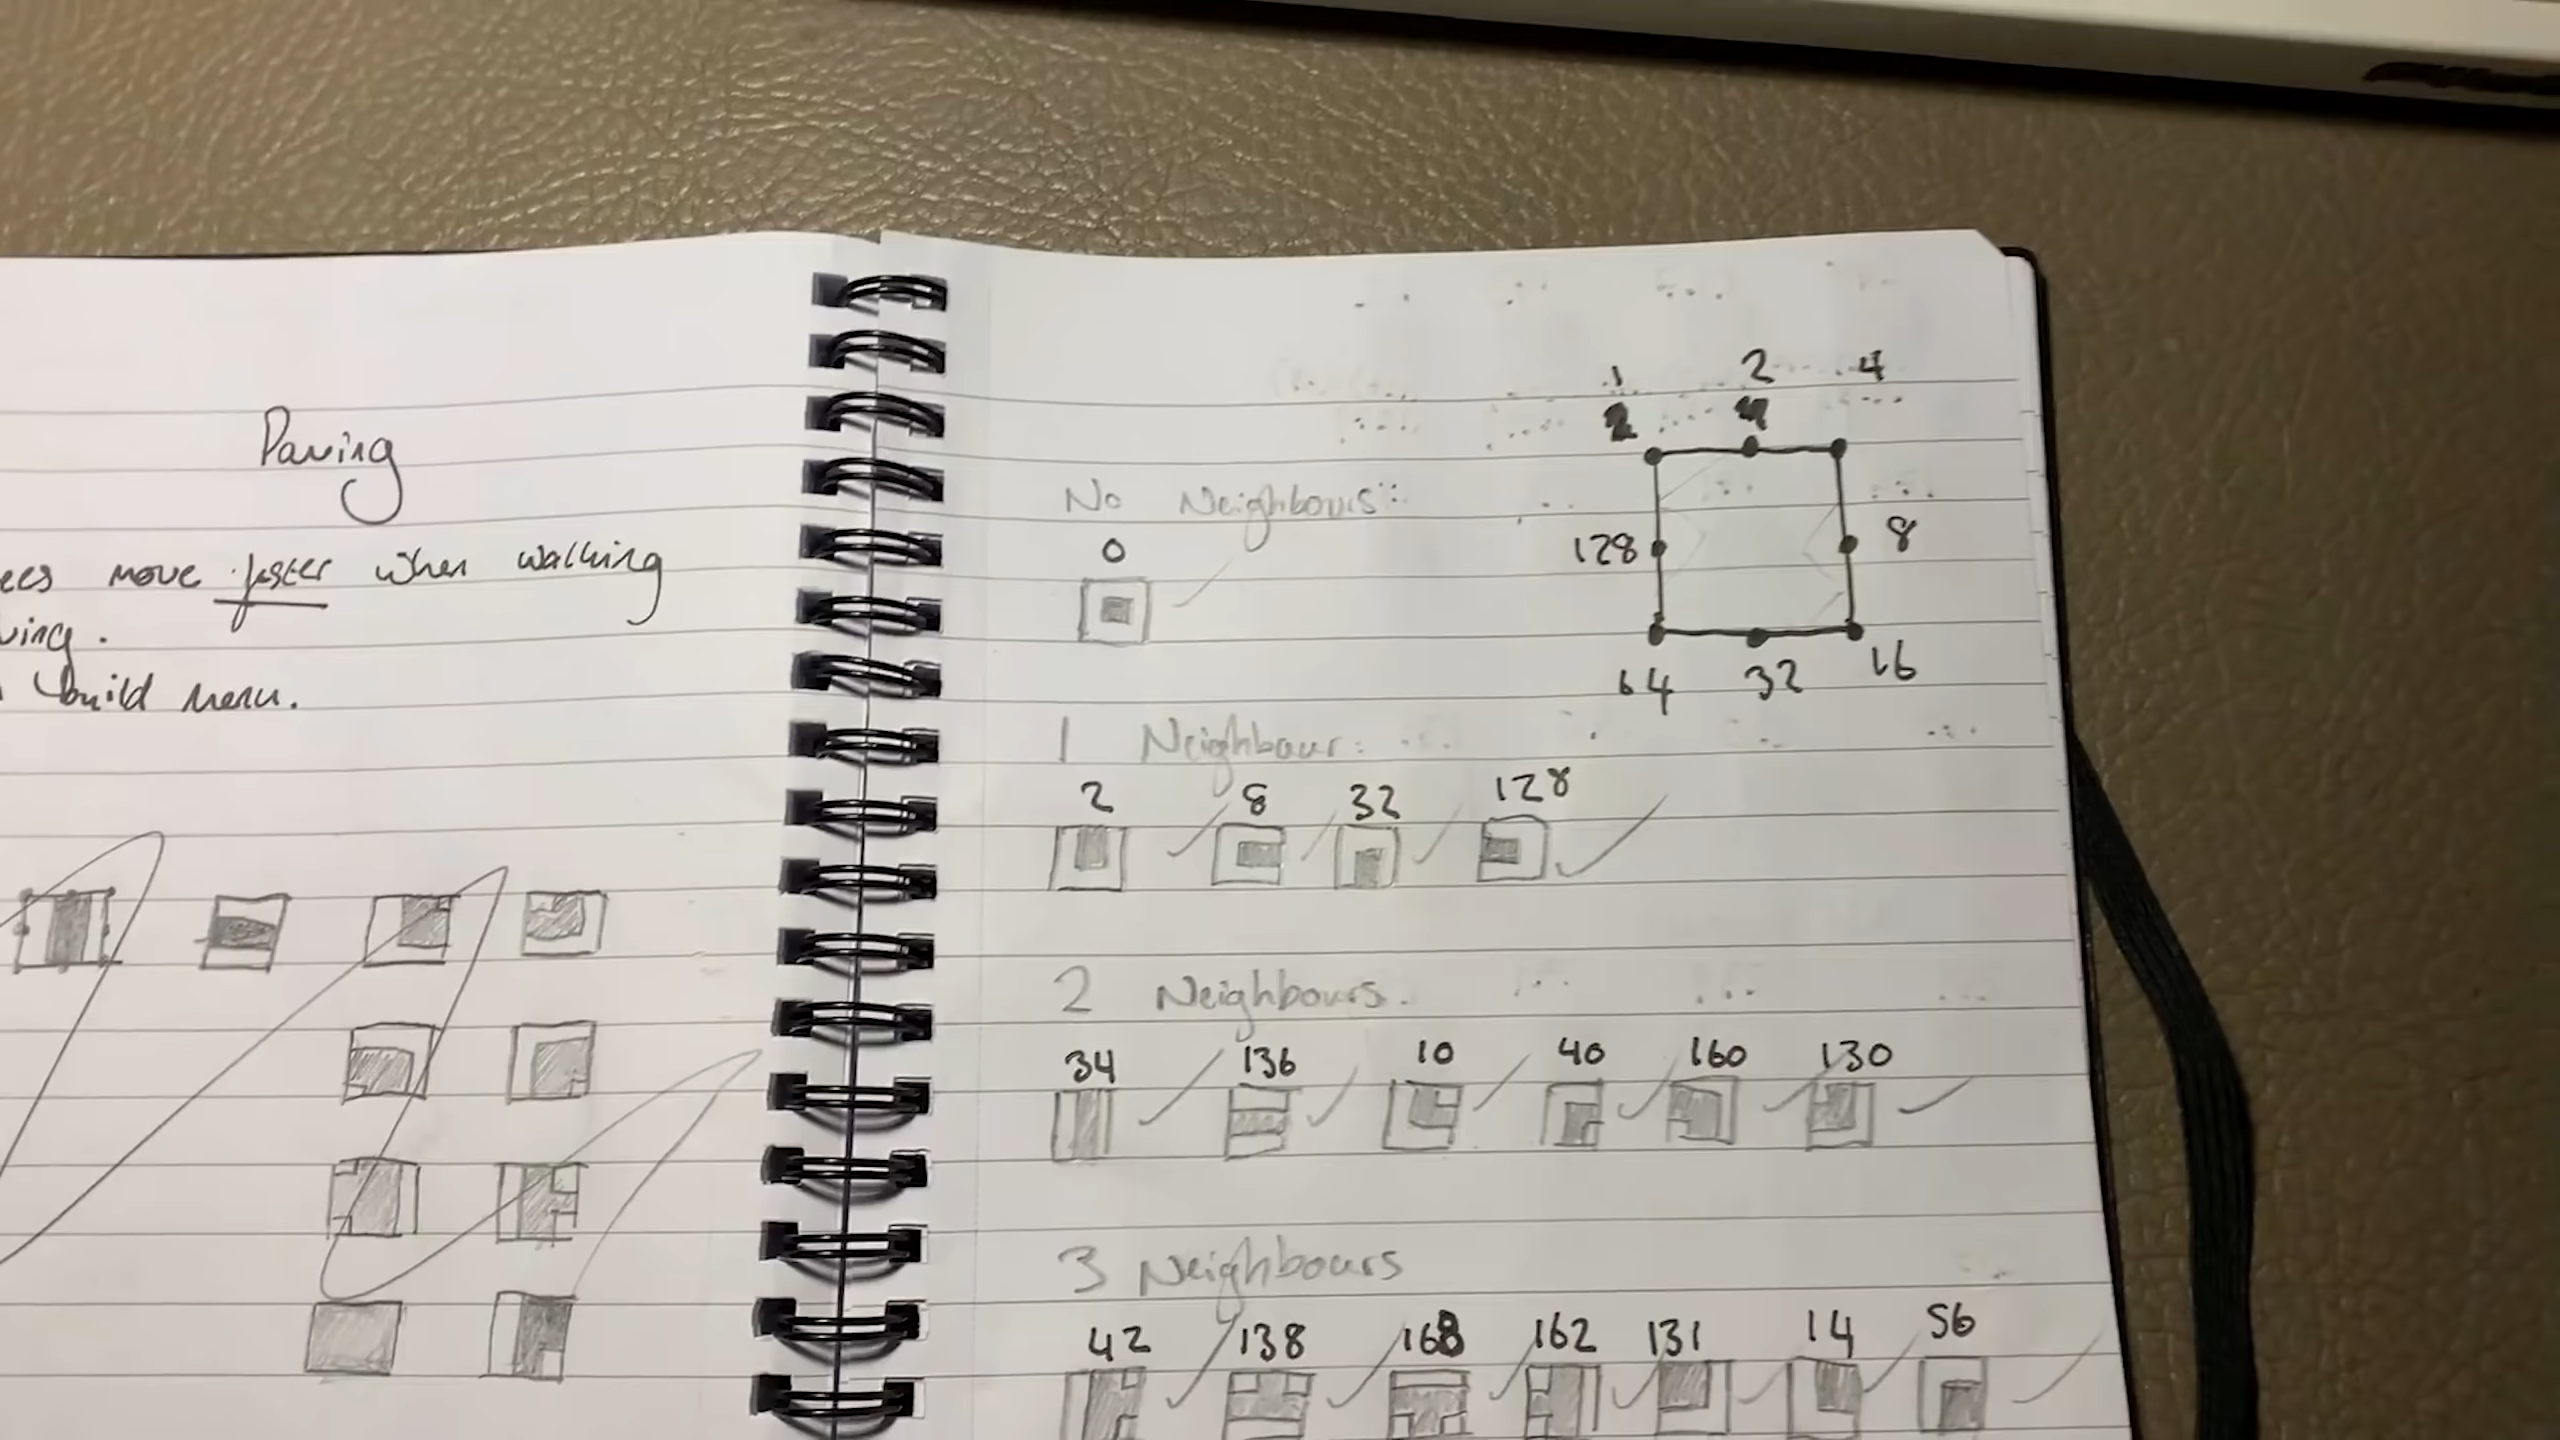 Paving
ees move faster when walking
ving.
build menu.
1 2 4
No Neighbours:
0
128 8
64 32 16
1 Neighbour:
2 8 32 128
2 Neighbours.
34 136 10 40 160 130
3 Neighbours
42 138 168 162 131 14 56